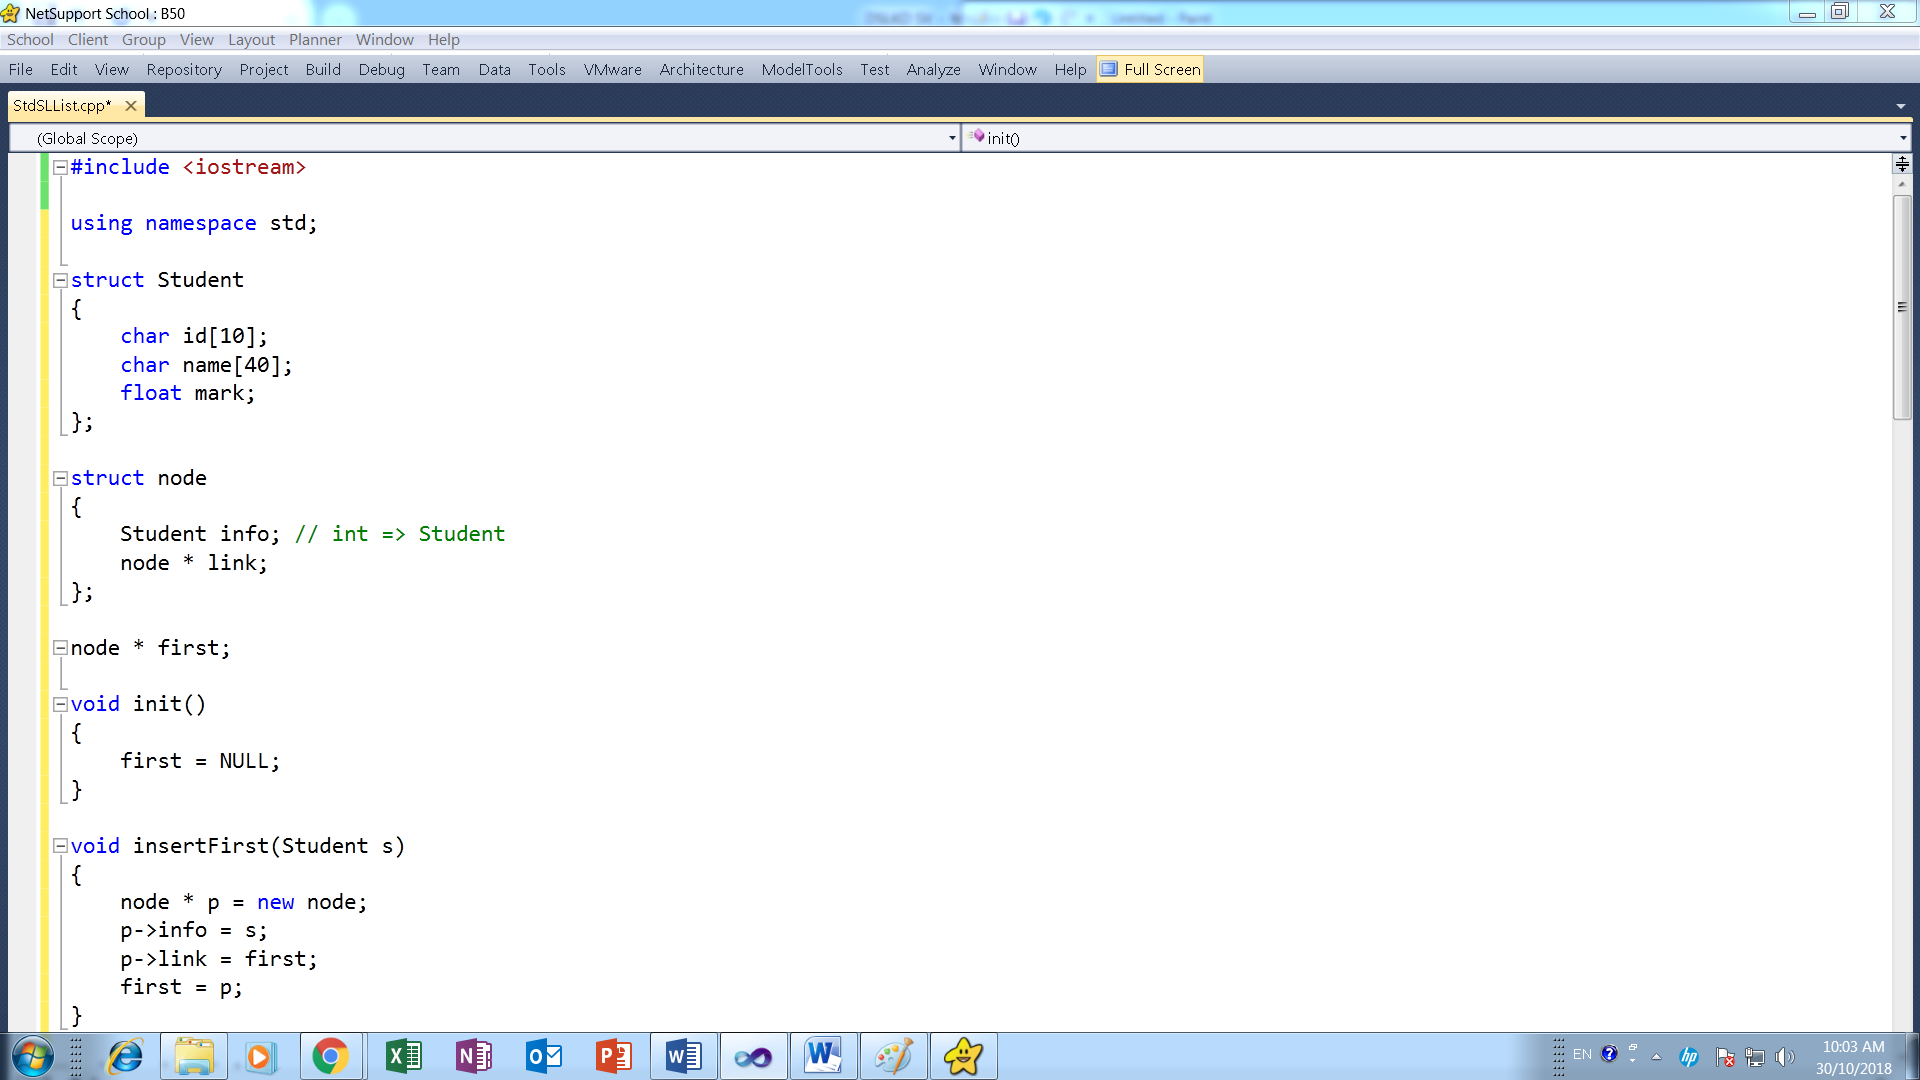 NetSupport School : B50
School Client Group View Layout Planner Window Help
File Edit View Repository Project Build Debug Team Data Tools VMware Architecture ModelTools Test Analyze Window Help Full Screen
StdSLList.cpp*
(Global Scope) init()
#include <iostream>
using namespace std;
struct Student
{
char id[10];
char name[40];
float mark;
};
struct node
{
Student info; // int => Student
node * link;
};
node * first;
void init()
{
first = NULL;
}
void insertFirst(Student s)
{
node * p = new node;
p->info = s;
p->link = first;
first = p;
}
EN
10:03 AM
30/10/2018